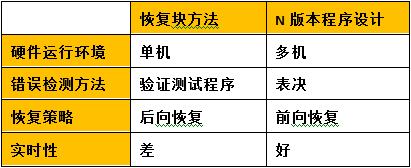 恢复块方法 N 版本程序设计
硬件运行环境 单机 多机
错误检测方法 验证测试程序 表决
恢复策略 后向恢复 前向恢复
实时性 差 好